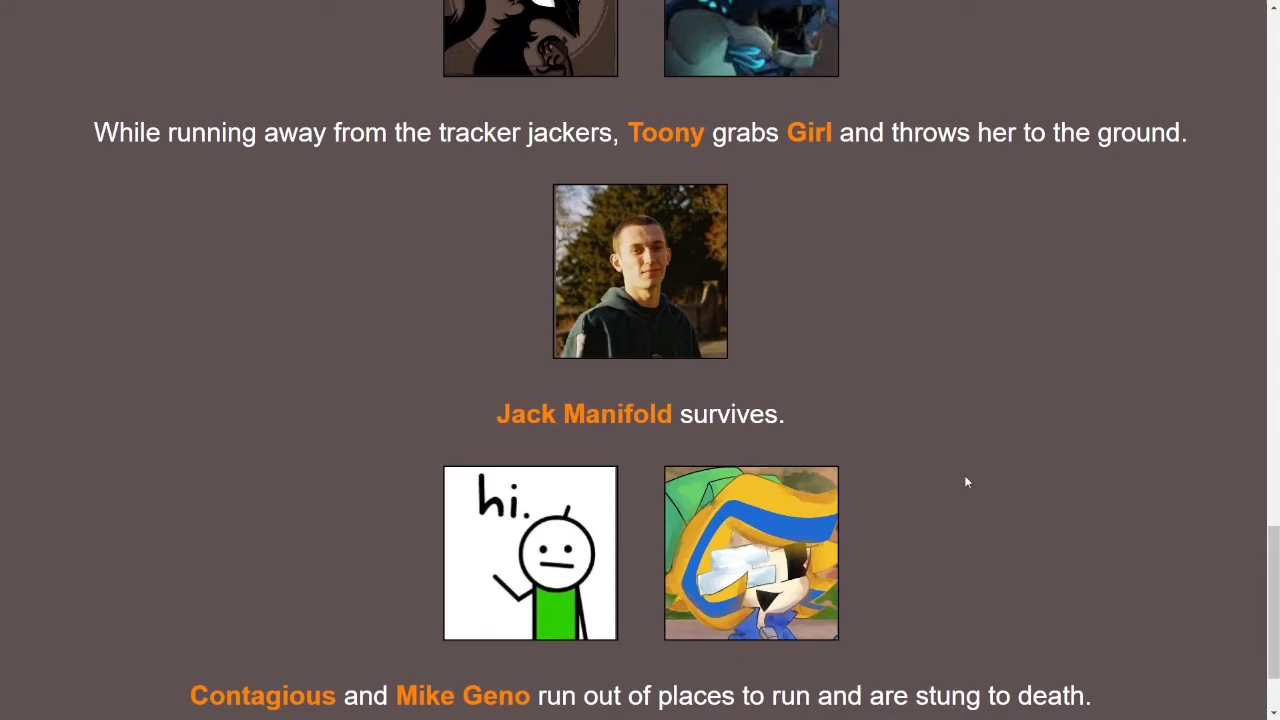 While running away from the tracker jackers, Toony grabs Girl and throws her to the ground.
Jack Manifold survives.
hi.
Contagious and Mike Geno run out of places to run and are stung to death.